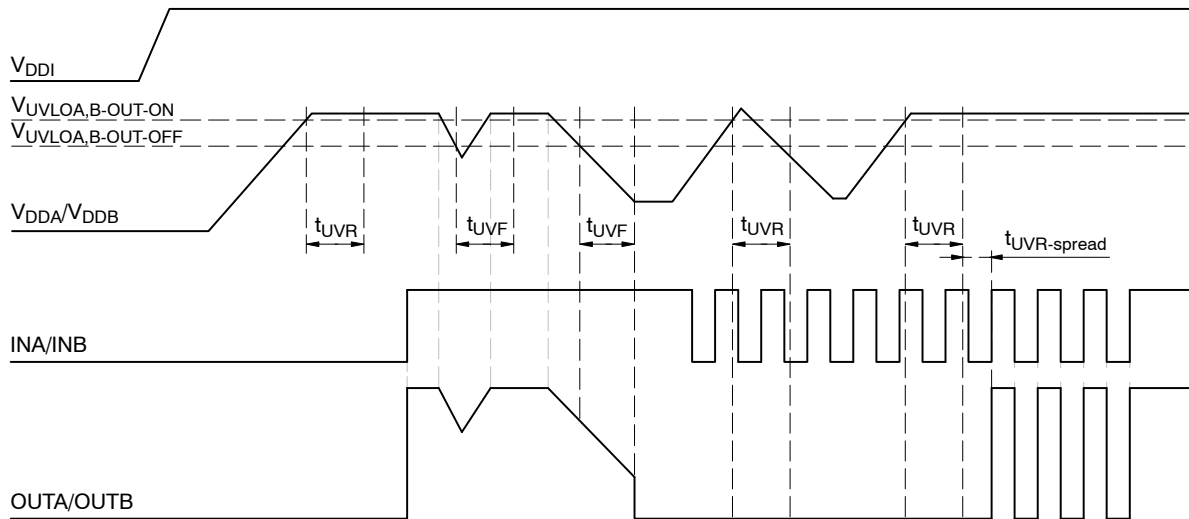 VDDI
VUVLOA,B-OUT-ON
VUVLOA,B-OUT-OFF
VDDA/VDDB
tUVR
tUVF
tUVF
tUVR
tUVR
tUVR-spread
INA/INB
OUTA/OUTB